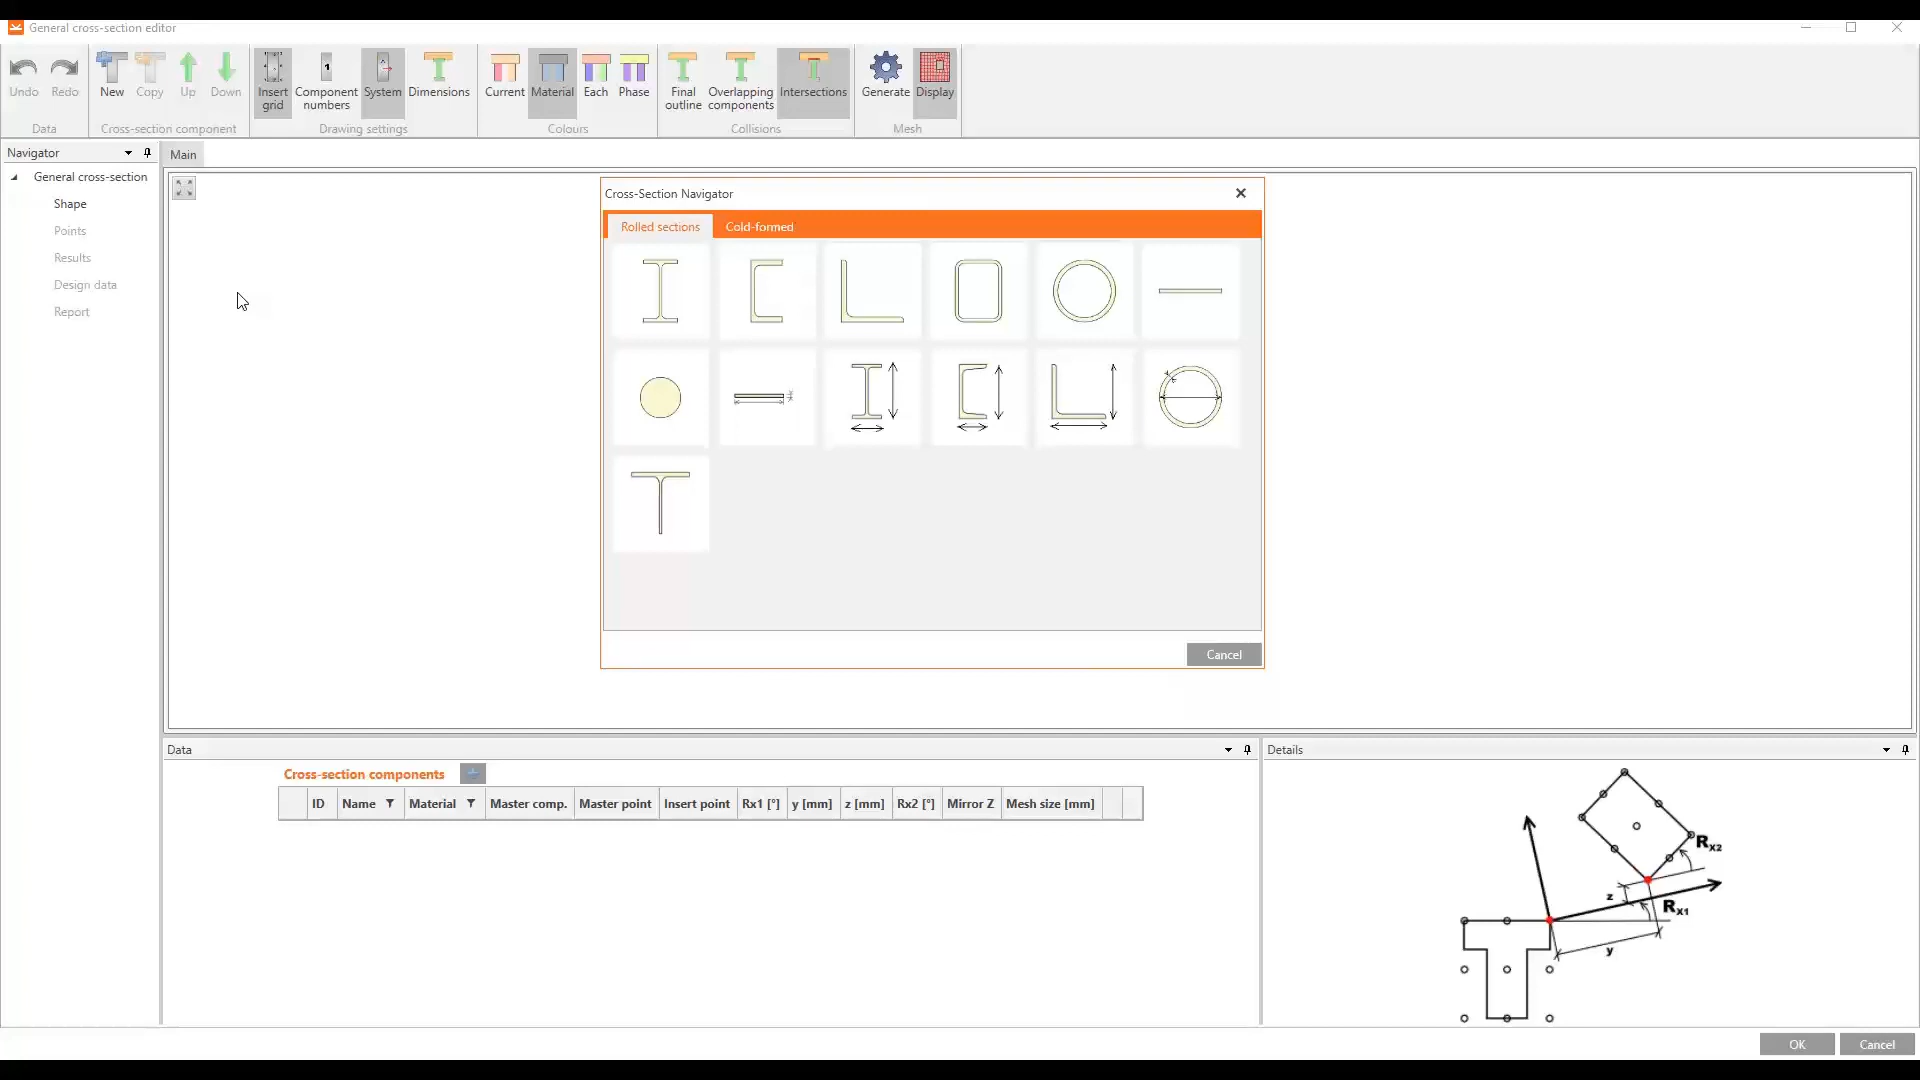 General cross-section editor
Undo Redo New Copy Up Down Insert grid Component numbers System Dimensions Current Material Each Phase Final outline Overlapping components Intersections Generate Display
Data Cross-section component Drawing settings Colours Collisions Mesh
Navigator
Main
General cross-section
Shape
Points
Results
Design data
Report
Cross-Section Navigator
Rolled sections Cold-formed
Cancel
Data
Cross-section components
ID Name Material Master comp. Master point Insert point Rx1 [°] y [mm] z [mm] Rx2 [°] Mirror Z Mesh size [mm]
Details
Rx2
z
Rx1
y
OK Cancel